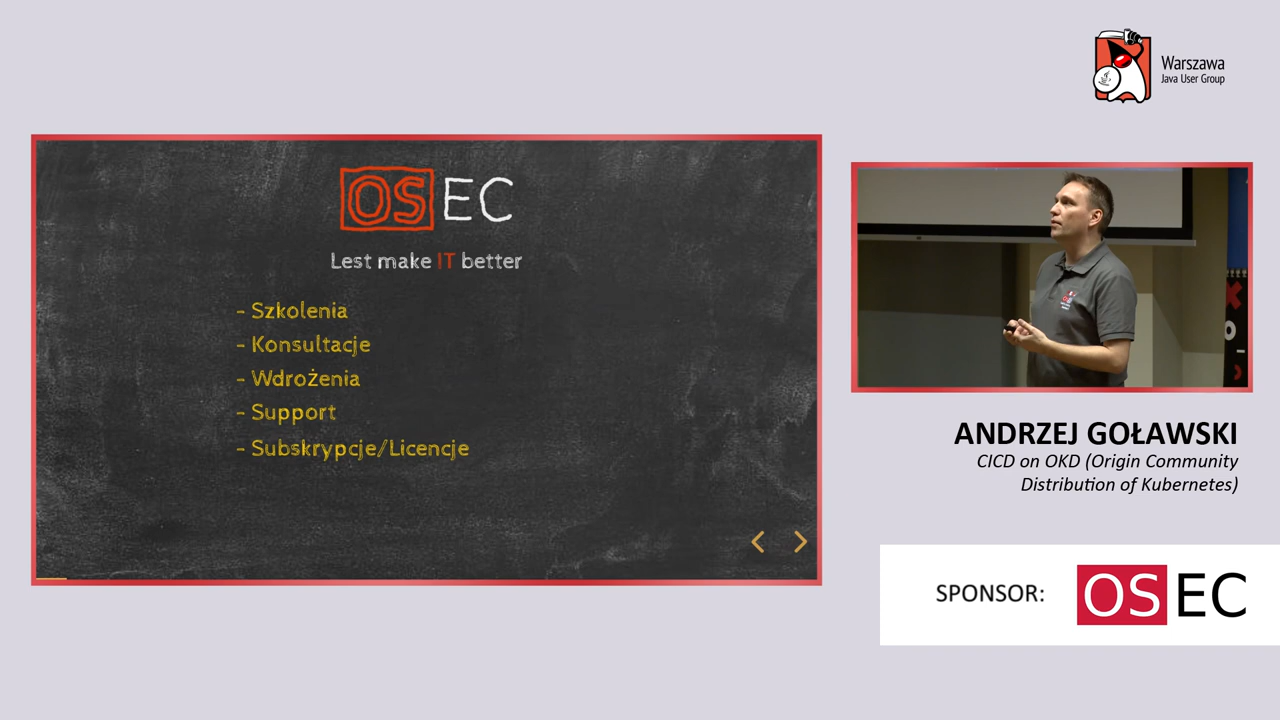 Warszawa
Java User Group
OSEC
Lest make IT better
- Szkolenia
- Konsultacje
- Wdrożenia
- Support
- Subskrypcje/Licencje
ANDRZEJ GOŁAWSKI
CICD on OKD (Origin Community
Distribution of Kubernetes)
SPONSOR:
OSEC